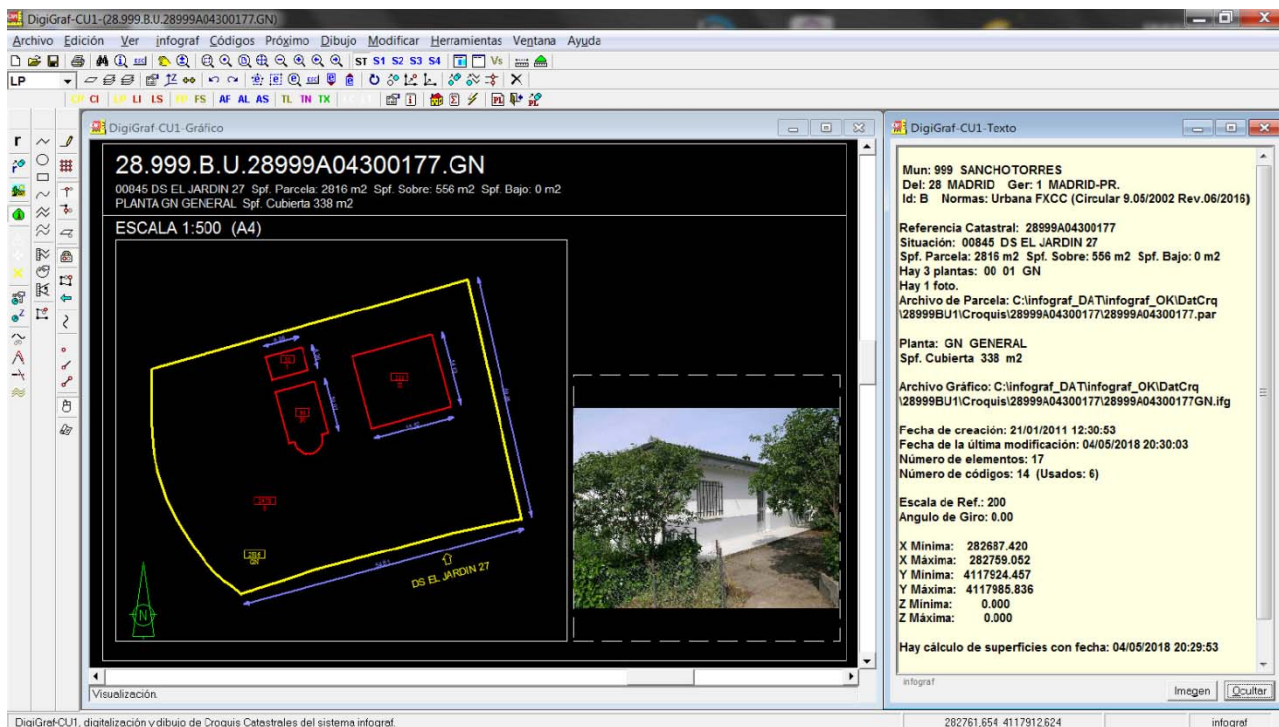 DigiGraf-CU1-(28.999.B.U.28999A04300177.GN)
Archivo Edición Ver infograf Códigos Próximo Dibujo Modificar Herramientas Ventana Ayuda
ST S1 S2 S3 S4 Vs
LP
CI LI LS FS AF AL AS TL TN TX PL
DigiGraf-CU1-Gráfico
28.999.B.U.28999A04300177.GN
00845 DS EL JARDIN 27 Spf. Parcela: 2816 m2 Spf. Sobre: 556 m2 Spf. Bajo: 0 m2
PLANTA GN GENERAL Spf. Cubierta 338 m2
ESCALA 1:500 (A4)
GN
DS EL JARDIN 27
N
Visualización.
DigiGraf-CU1-Texto
Mun: 999 SANCHOTORRES
Del: 28 MADRID Ger: 1 MADRID-PR.
Id: B Normas: Urbana FXCC (Circular 9.05/2002 Rev.06/2016)
Referencia Catastral: 28999A04300177
Situación: 00845 DS EL JARDIN 27
Spf. Parcela: 2816 m2 Spf. Sobre: 556 m2 Spf. Bajo: 0 m2
Hay 3 plantas: 00 01 GN
Hay 1 foto.
Archivo de Parcela: C:\infograf_DAT\infograf_OK\DatCrq
\28999BU1\Croquis\28999A04300177\28999A04300177.par
Planta: GN GENERAL
Spf. Cubierta 338 m2
Archivo Gráfico: C:\infograf_DAT\infograf_OK\DatCrq
\28999BU1\Croquis\28999A04300177\28999A04300177GN.ifg
Fecha de creación: 21/01/2011 12:30:53
Fecha de la última modificación: 04/05/2018 20:30:03
Número de elementos: 17
Número de códigos: 14 (Usados: 6)
Escala de Ref.: 200
Angulo de Giro: 0.00
X Mínima: 282687.420
X Máxima: 282759.052
Y Mínima: 4117924.457
Y Máxima: 4117985.836
Z Mínima: 0.000
Z Máxima: 0.000
Hay cálculo de superficies con fecha: 04/05/2018 20:29:53
infograf
Imagen Ocultar
DigiGraf-CU1, digitalización y dibujo de Croquis Catastrales del sistema infograf.
282761.654 4117912.624
infograf